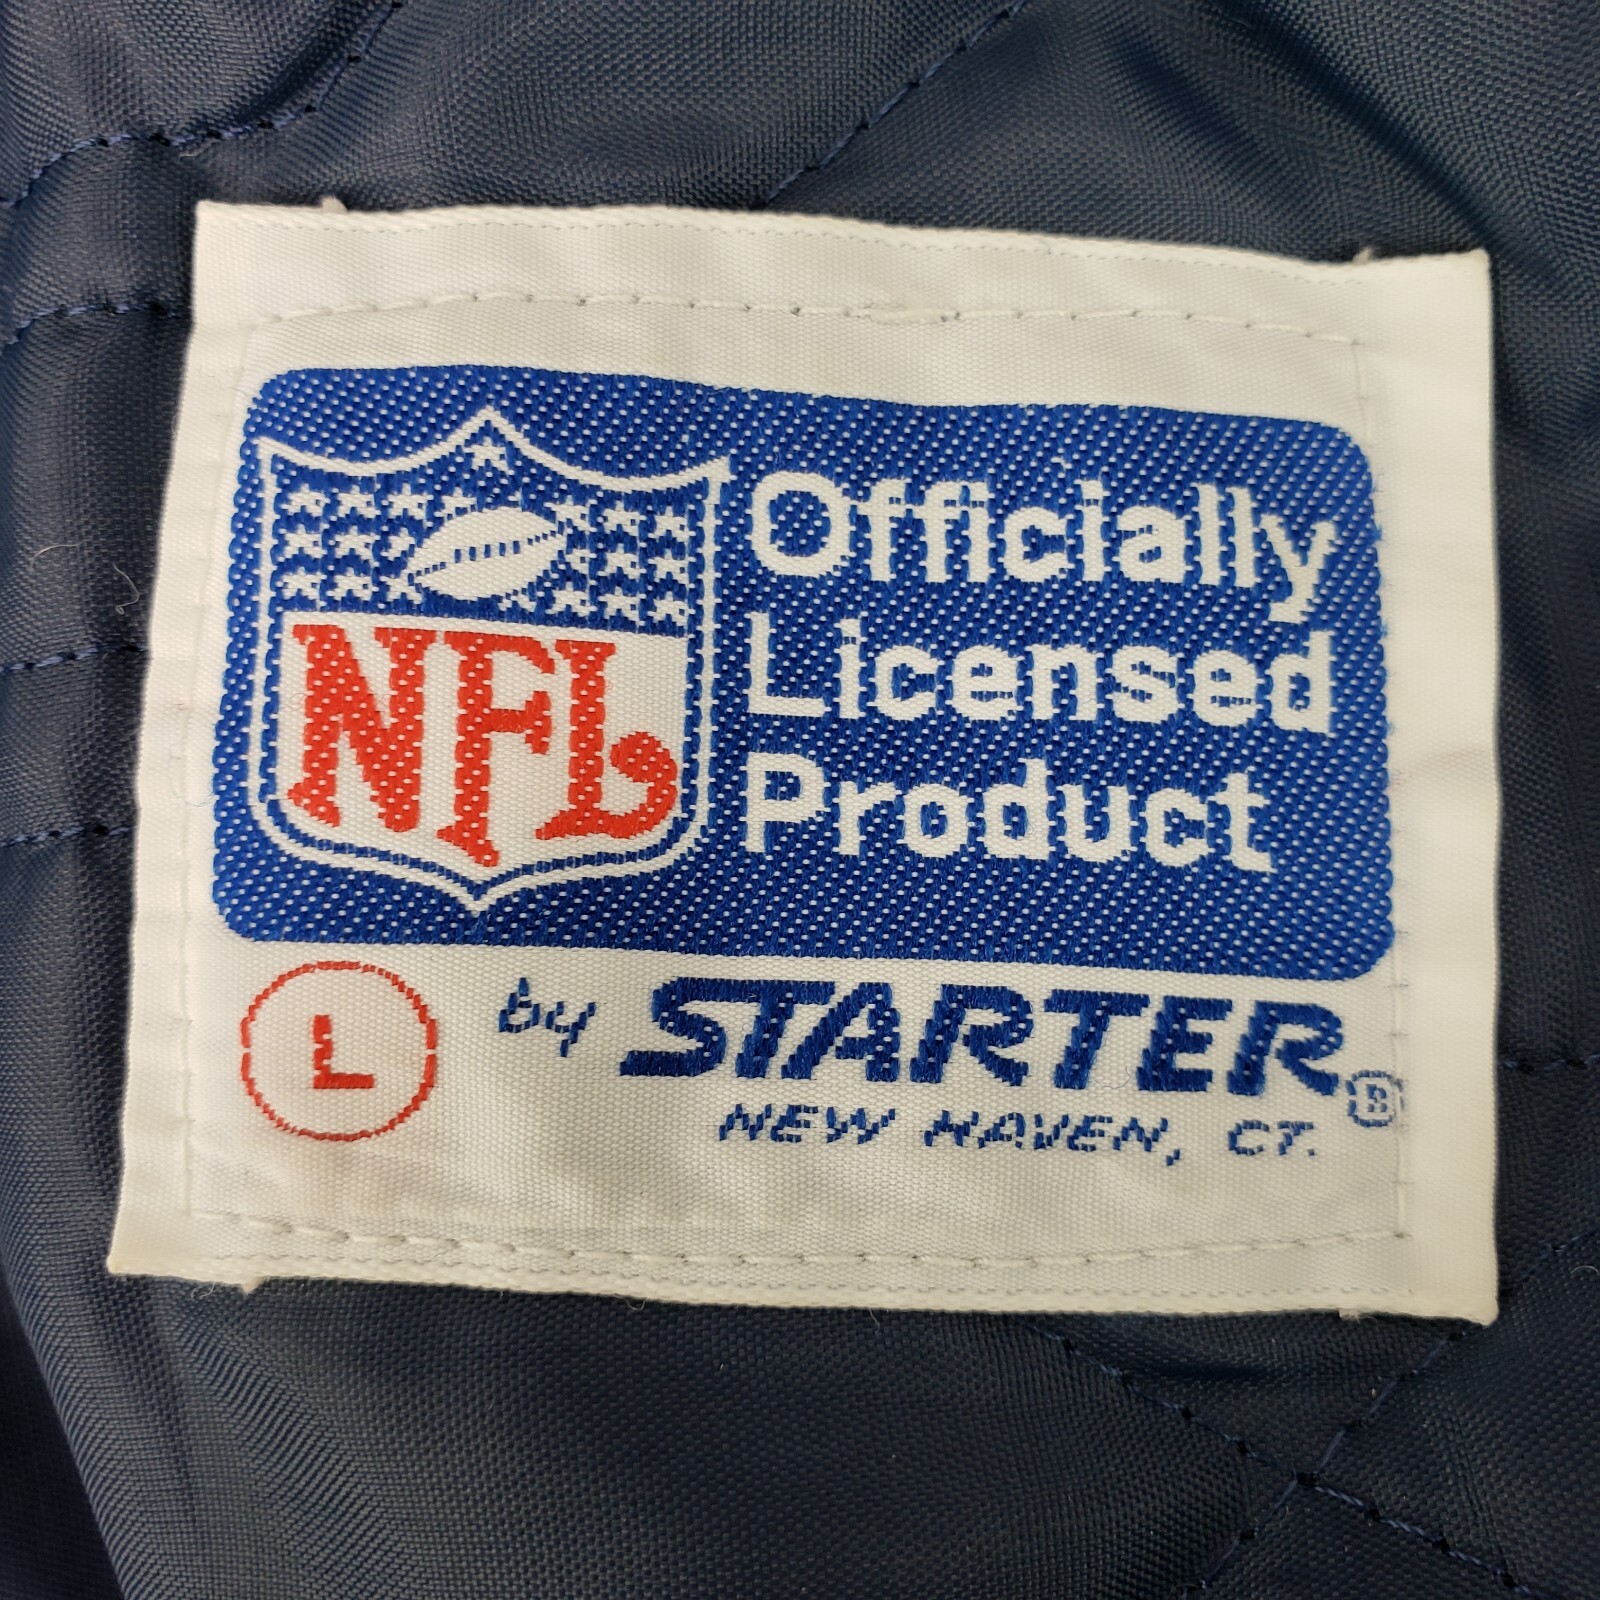 NFL
Officially
Licensed
Product
L
by STARTER®
NEW HAVEN, CT.